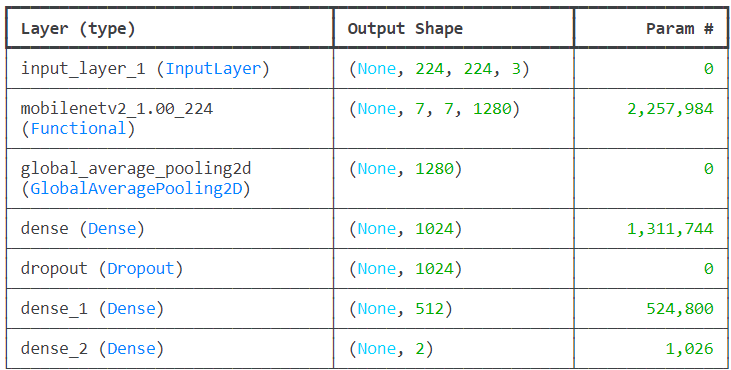 Layer (type) Output Shape Param #
input_layer_1 (InputLayer) (None, 224, 224, 3) 0
mobilenetv2_1.00_224 (None, 7, 7, 1280) 2,257,984
(Functional)
global_average_pooling2d (None, 1280) 0
(GlobalAveragePooling2D)
dense (Dense) (None, 1024) 1,311,744
dropout (Dropout) (None, 1024) 0
dense_1 (Dense) (None, 512) 524,800
dense_2 (Dense) (None, 2) 1,026